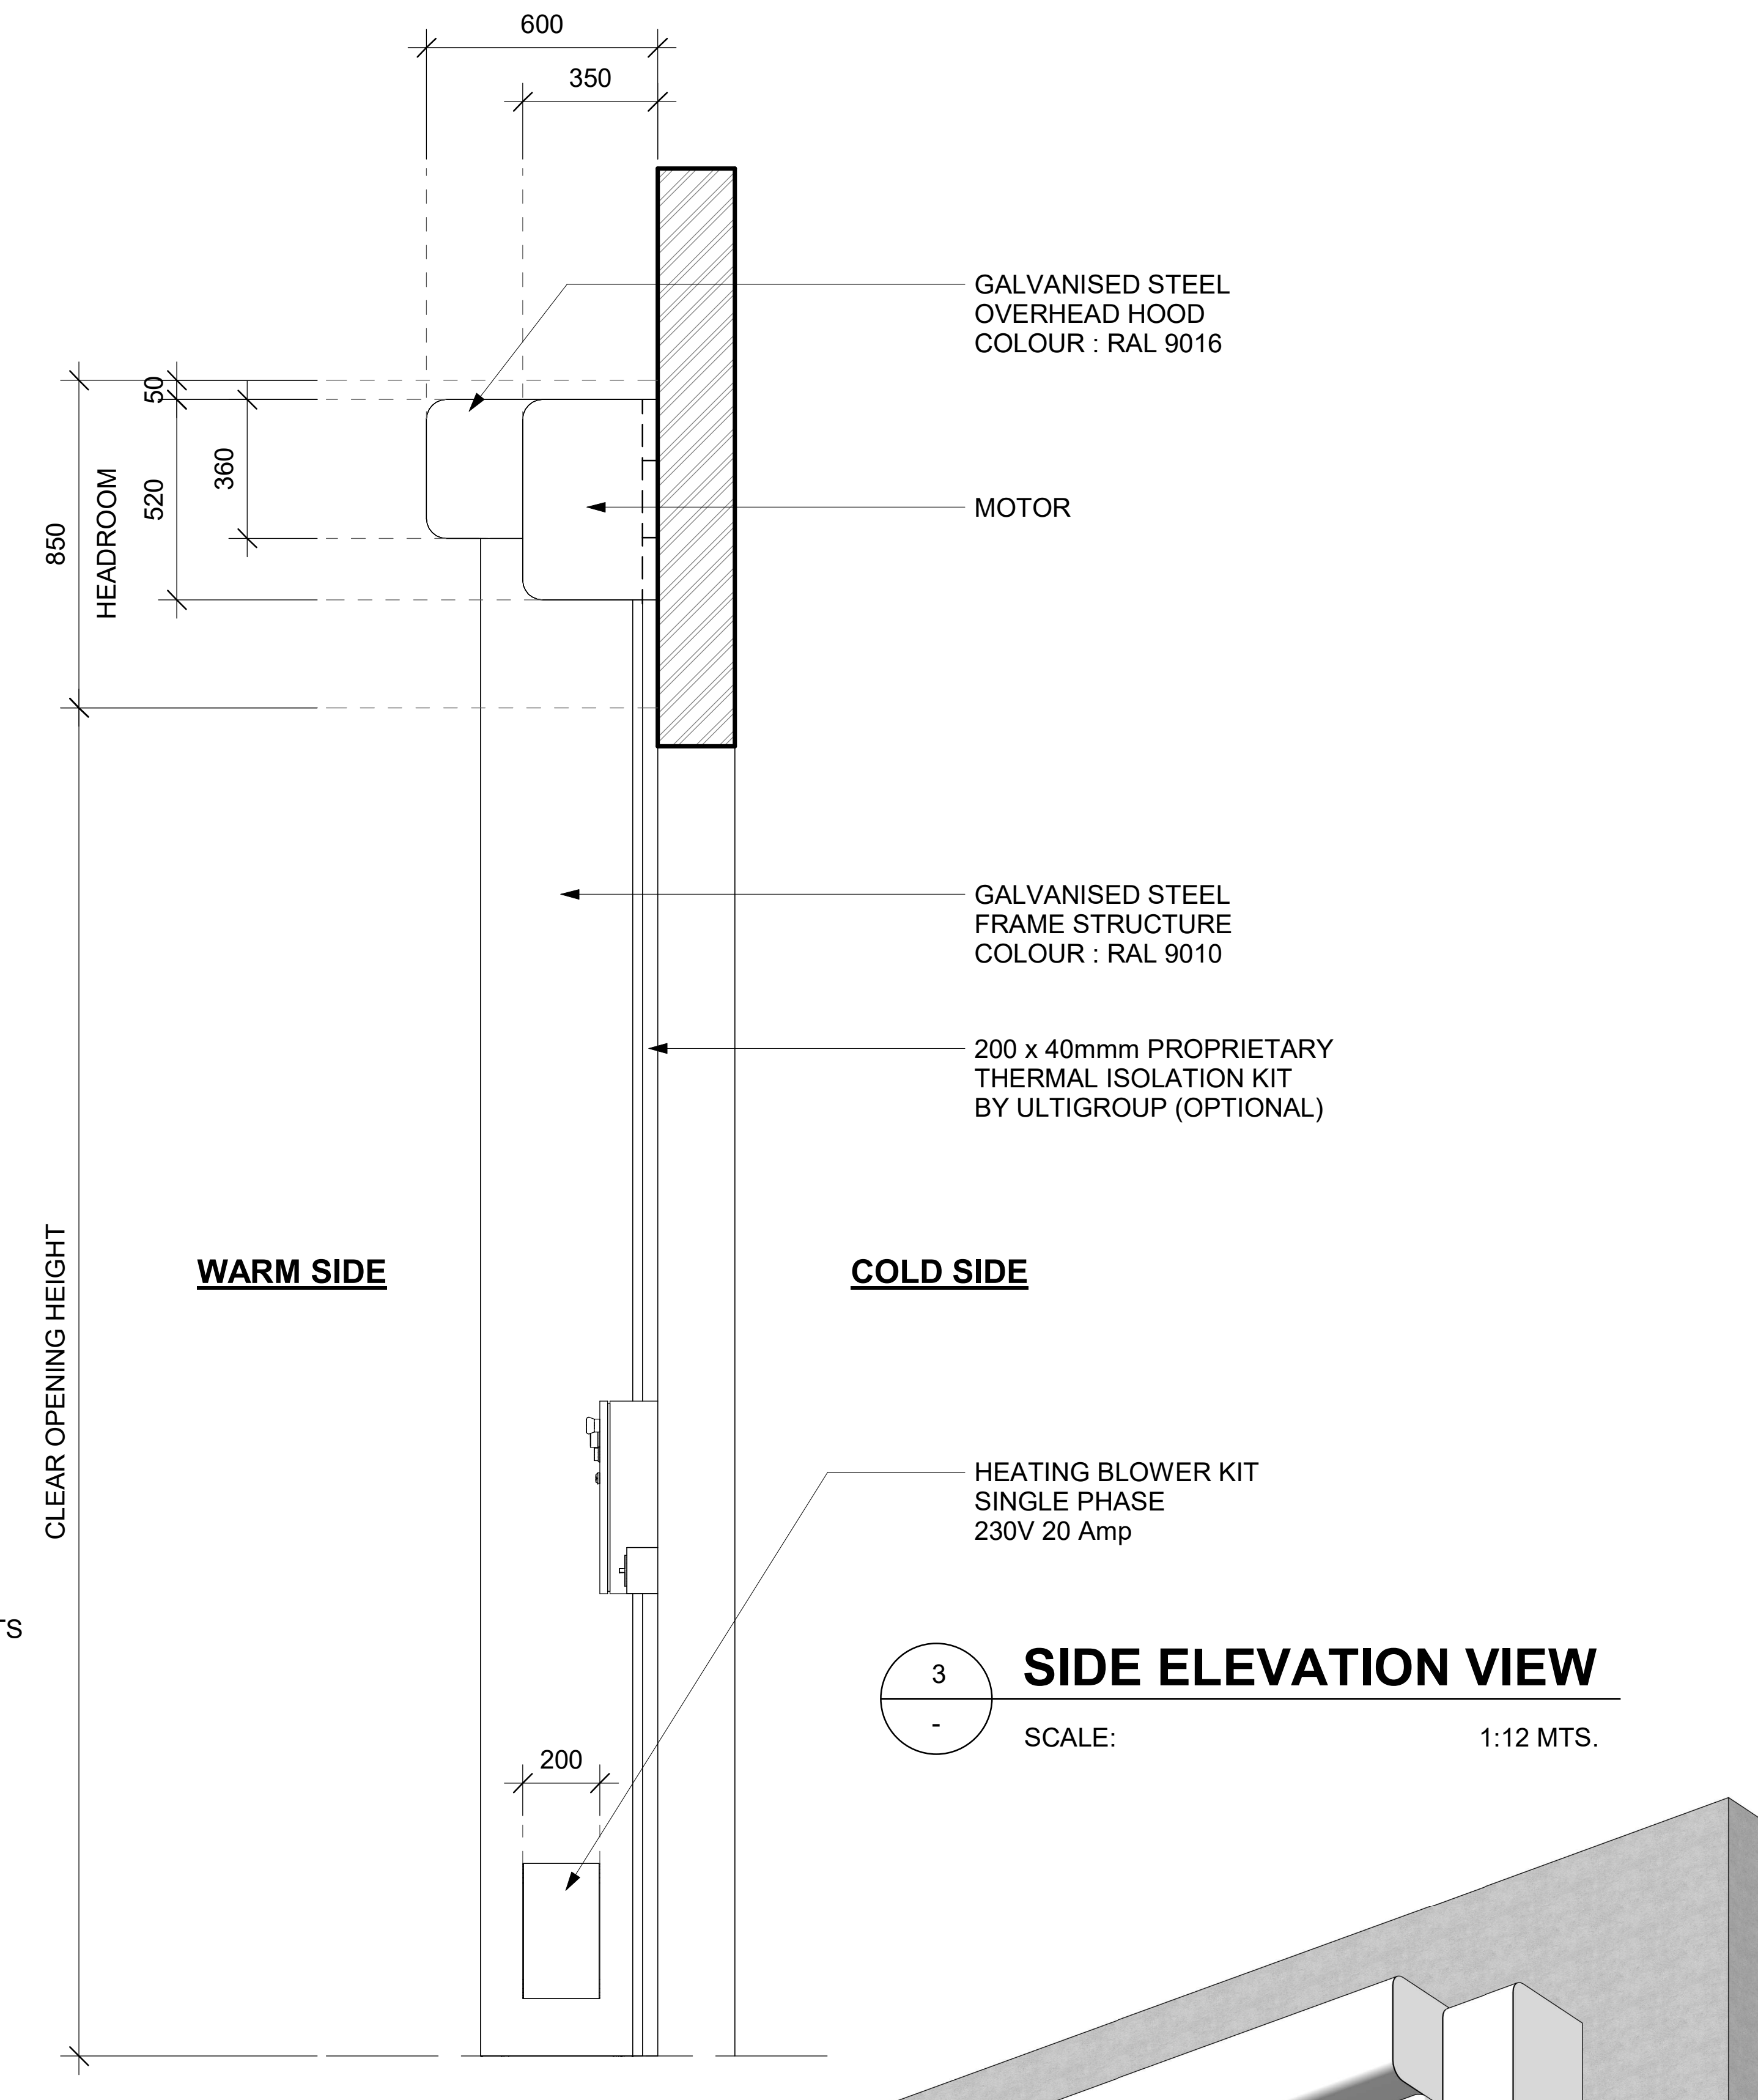 600
350
GALVANISED STEEL
OVERHEAD HOOD
COLOUR : RAL 9016
50
360
520
850
HEADROOM
MOTOR
GALVANISED STEEL
FRAME STRUCTURE
COLOUR : RAL 9010
200 x 40mmm PROPRIETARY
THERMAL ISOLATION KIT
BY ULTIGROUP (OPTIONAL)
CLEAR OPENING HEIGHT
WARM SIDE
COLD SIDE
HEATING BLOWER KIT
SINGLE PHASE
230V 20 Amp
TS
3
-
SIDE ELEVATION VIEW
SCALE: 1:12 MTS.
200